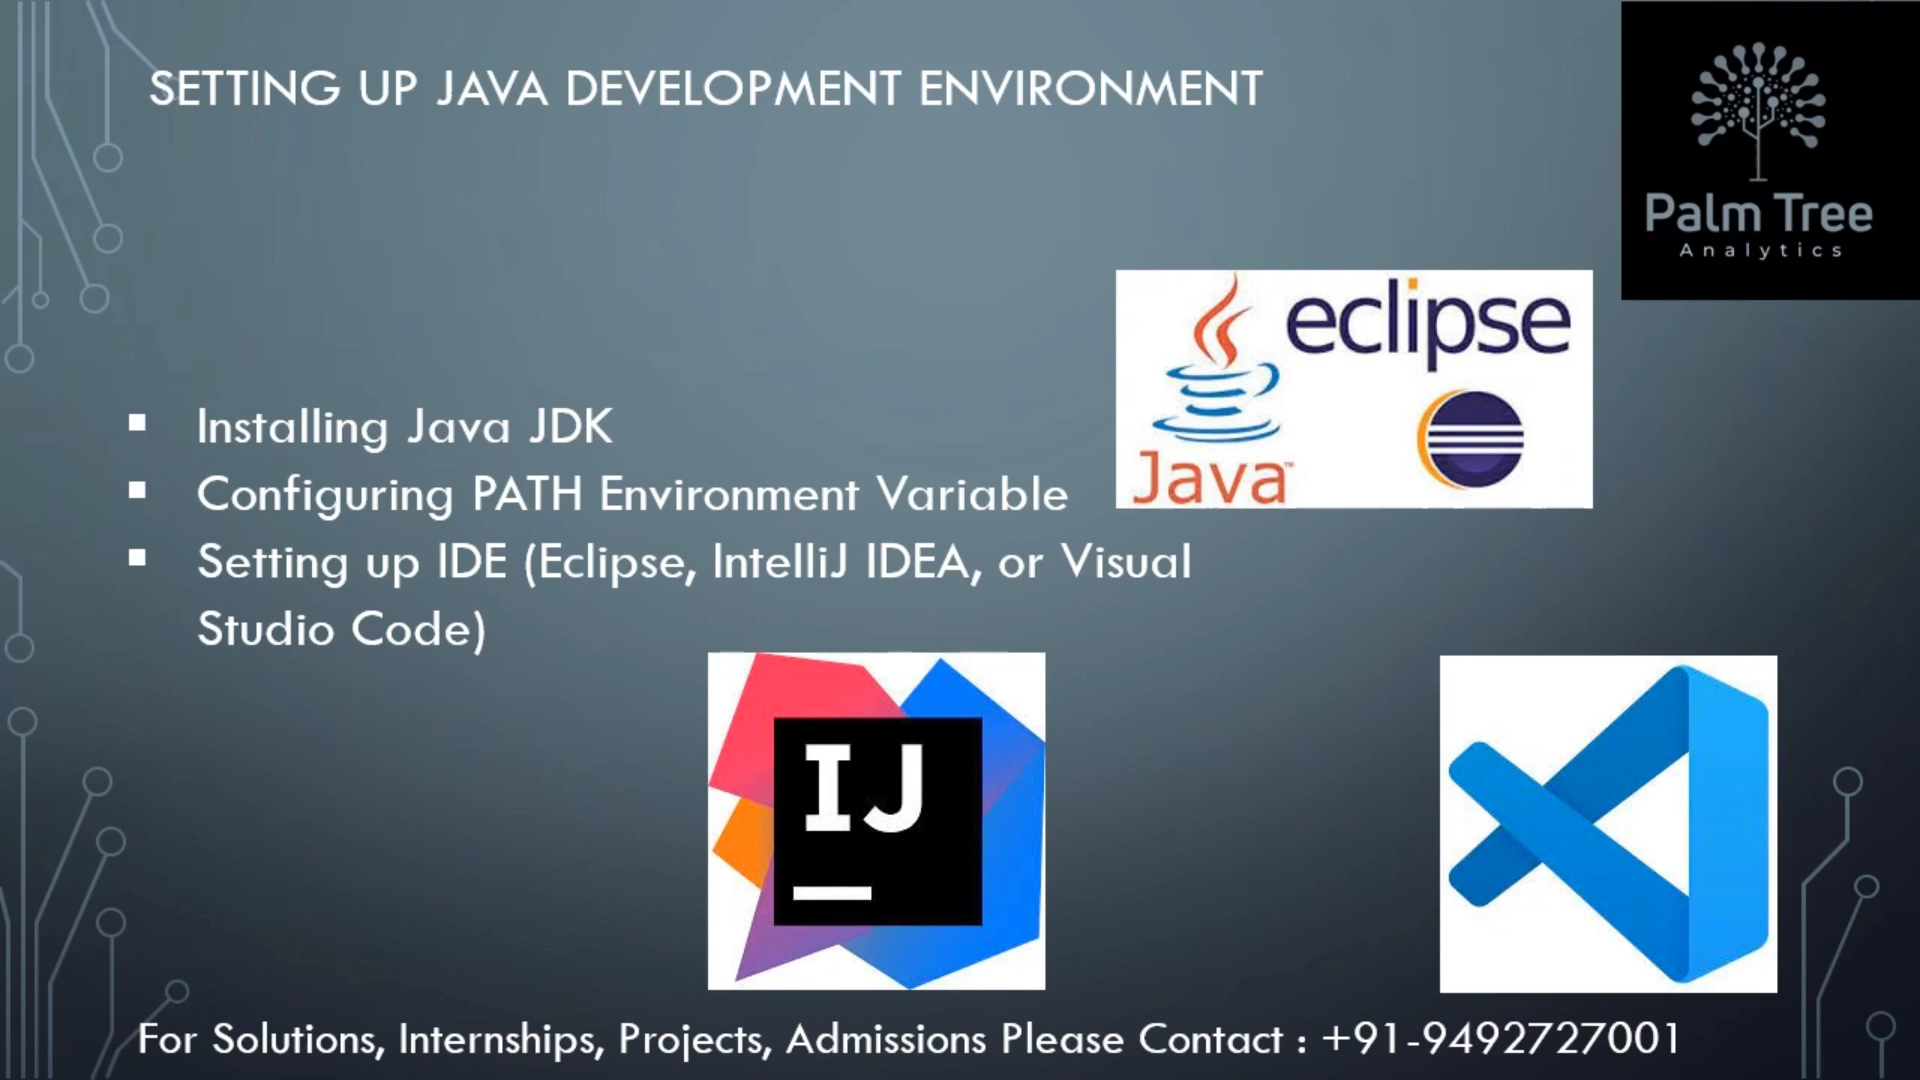 SETTING UP JAVA DEVELOPMENT ENVIRONMENT
Palm Tree
Analytics
eclipse
Java™
▪ Installing Java JDK
▪ Configuring PATH Environment Variable
▪ Setting up IDE (Eclipse, IntelliJ IDEA, or Visual
Studio Code)
IJ
For Solutions, Internships, Projects, Admissions Please Contact : +91-9492727001